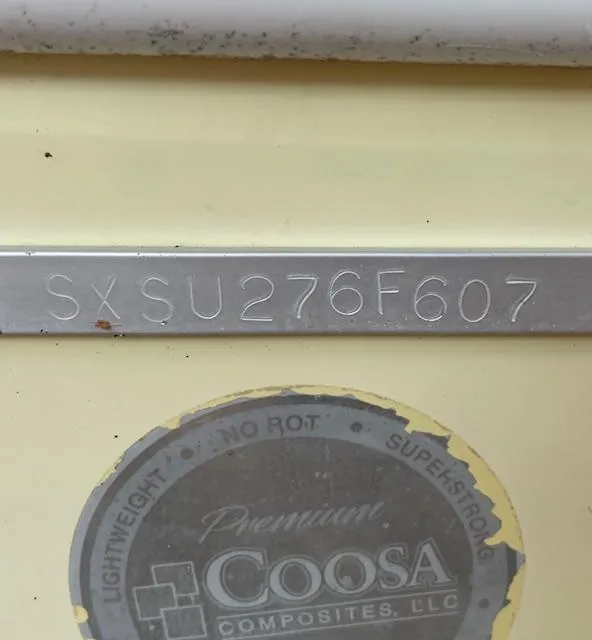 SXSU276F607
LIGHTWEIGHT • NO ROT • SUPERSTRONG
Premium
COOSA
COMPOSITES, LLC